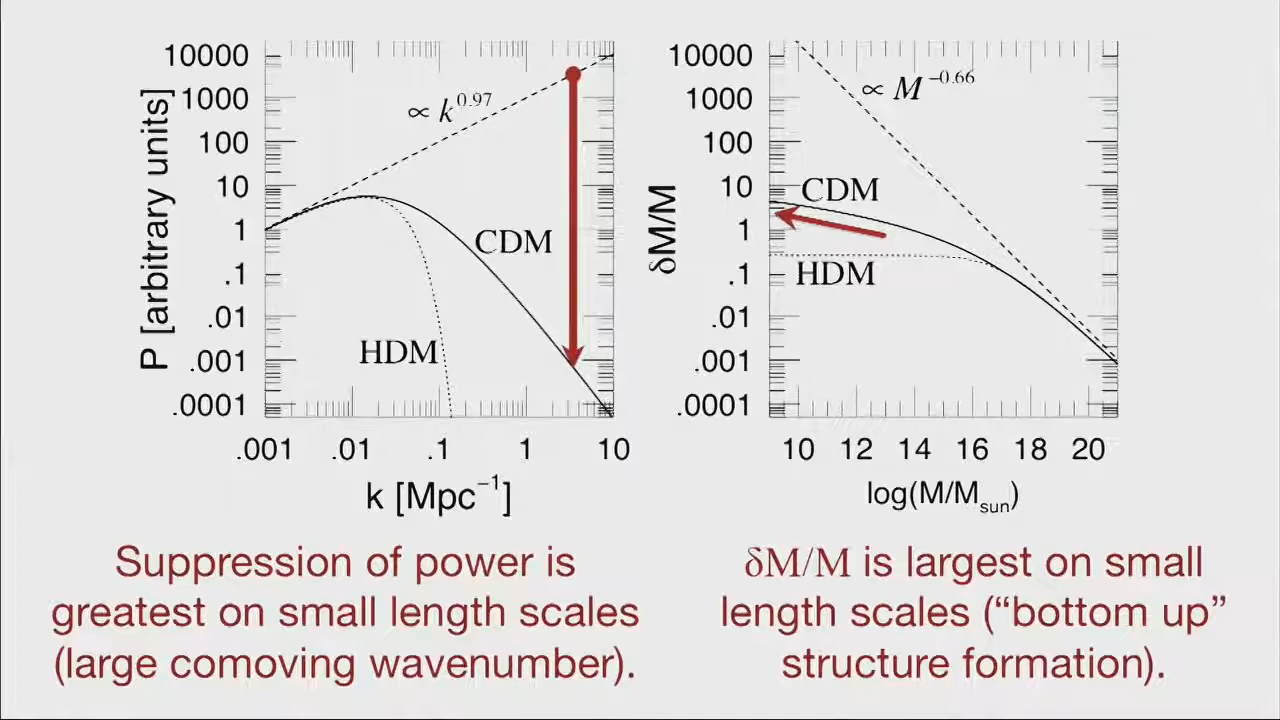 P [arbitrary units]
10000
1000
100
10
1
.1
.01
.001
.0001
∝ k^0.97
CDM
HDM
.001 .01 .1 1 10
k [Mpc^−1]
δM/M
10000
1000
100
10
1
.1
.01
.001
.0001
∝ M^−0.66
CDM
HDM
10 12 14 16 18 20
log(M/M_sun)
Suppression of power is
greatest on small length scales
(large comoving wavenumber).
δM/M is largest on small
length scales (“bottom up”
structure formation).